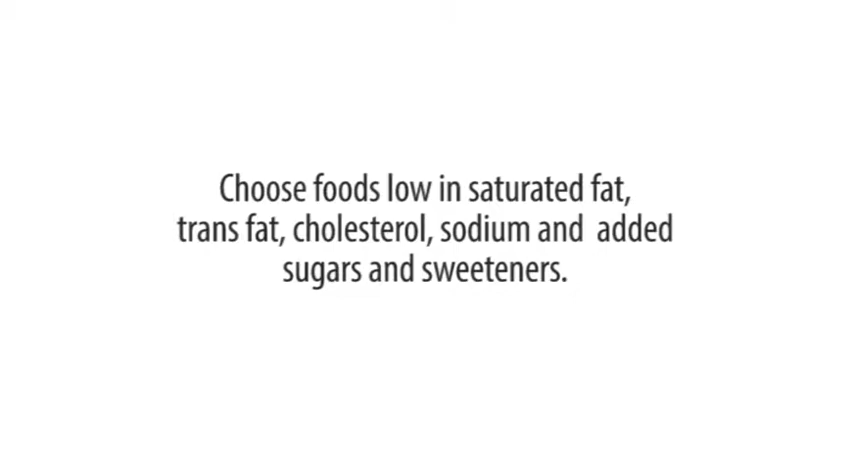 Choose foods low in saturated fat,
trans fat, cholesterol, sodium and  added
sugars and sweeteners.